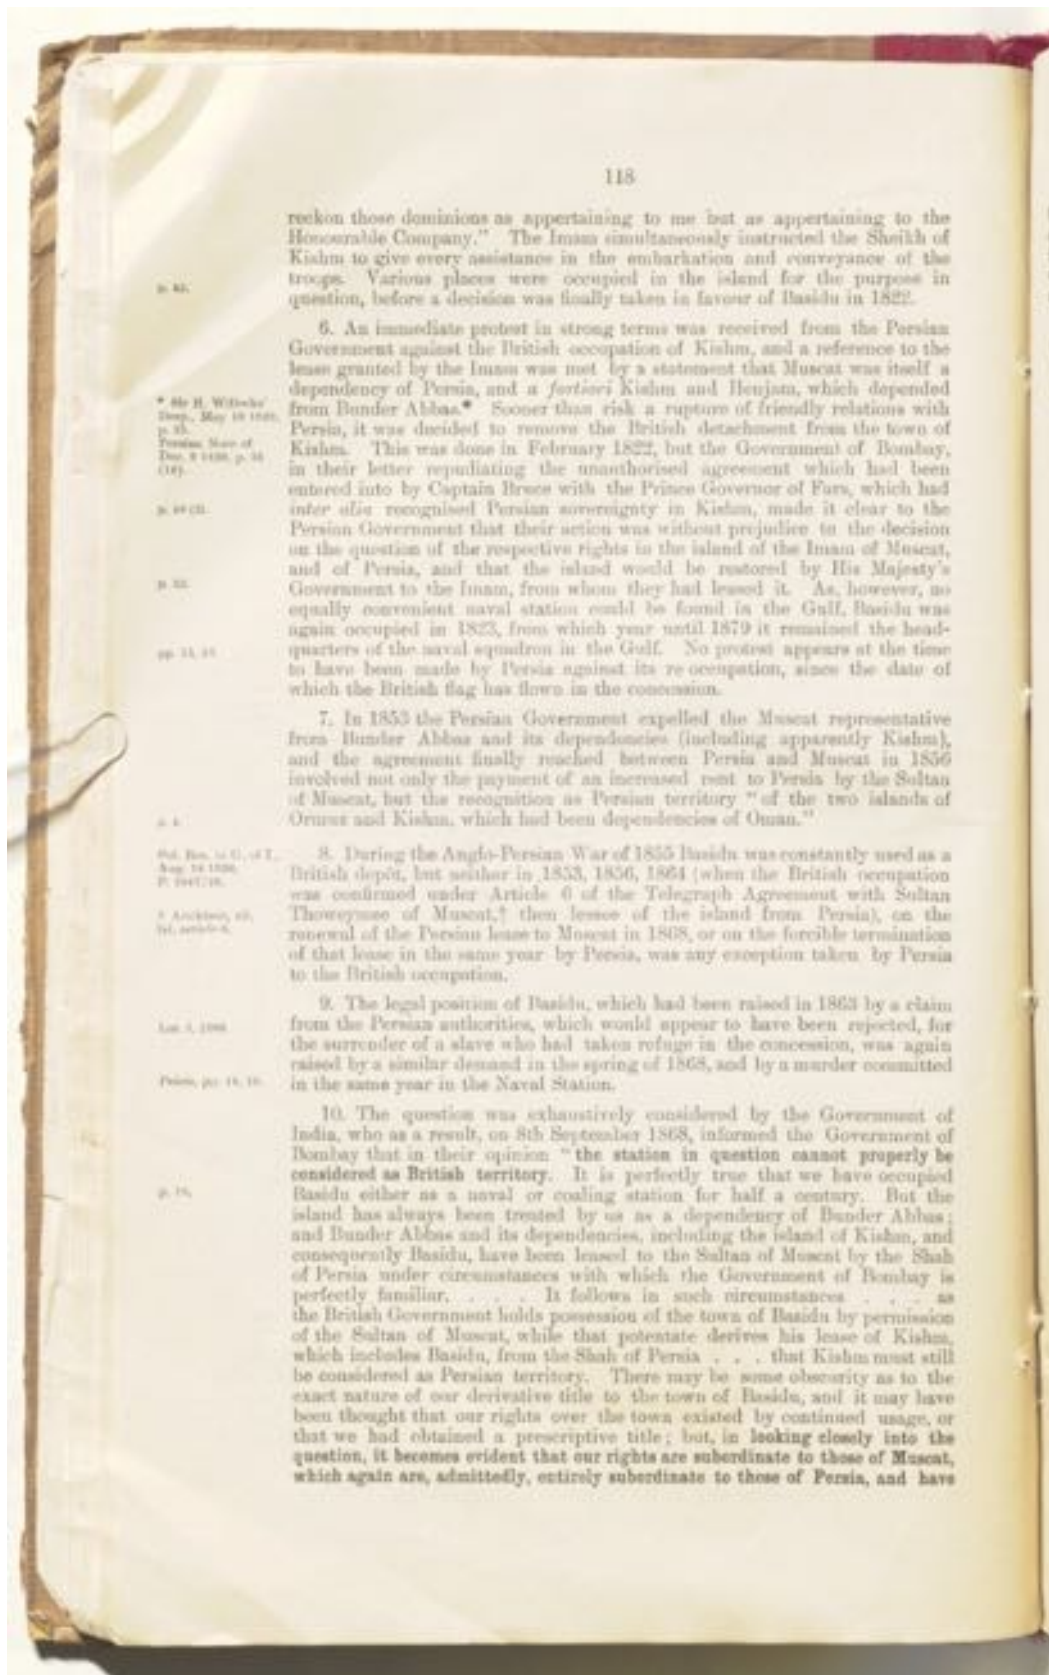 118
reckon those dominions as appertaining to me but as appertaining to the
Honourable Company." The Imam simultaneously instructed the Sheikh of
Kishm to give every assistance in the embarkation and conveyance of the
troops. Various places were occupied in the island for the purpose in
question, before a decision was finally taken in favour of Basidu in 1822.
6. An immediate protest in strong terms was received from the Persian
Government against the British occupation of Kishm, and a reference to the
lease granted by the Imam was met by a statement that Muscat was itself a
dependency of Persia, and a fortiori Kishm and Henjam, which depended
from Bunder Abbas.* Sooner than risk a rupture of friendly relations with
Persia, it was decided to remove the British detachment from the town of
Kishm. This was done in February 1822, but the Government of Bombay,
in their letter repudiating the unauthorised agreement which had been
entered into by Captain Bruce with the Prince Governor of Fars, which had
inter alia recognised Persian sovereignty in Kishm, made it clear to the
Persian Government that their action was without prejudice to the decision
on the question of the respective rights in the island of the Imam of Muscat,
and of Persia, and that the island would be restored by His Majesty's
Government to the Imam, from whom they had leased it. As, however, no
equally convenient naval station could be found in the Gulf, Basidu was
again occupied in 1823, from which year until 1879 it remained the head-
quarters of the naval squadron in the Gulf. No protest appears at the time
to have been made by Persia against its re-occupation, since the date of
which the British flag has flown in the concession.
7. In 1853 the Persian Government expelled the Muscat representative
from Bunder Abbas and its dependencies (including apparently Kishm),
and the agreement finally reached between Persia and Muscat in 1856
involved not only the payment of an increased rent to Persia by the Sultan
of Muscat, but the recognition as Persian territory "of the two islands of
Ormuz and Kishm, which had been dependencies of Oman."
8. During the Anglo-Persian War of 1855 Basidu was constantly used as a
British depôt, but neither in 1853, 1856, 1864 (when the British occupation
was confirmed under Article 6 of the Telegraph Agreement with Sultan
Thoweynee of Muscat,† then lessee of the island from Persia), on the
renewal of the Persian lease to Muscat in 1868, or on the forcible termination
of that lease in the same year by Persia, was any exception taken by Persia
to the British occupation.
9. The legal position of Basidu, which had been raised in 1863 by a claim
from the Persian authorities, which would appear to have been rejected, for
the surrender of a slave who had taken refuge in the concession, was again
raised by a similar demand in the spring of 1868, and by a murder committed
in the same year in the Naval Station.
10. The question was exhaustively considered by the Government of
India, who as a result, on 8th September 1868, informed the Government of
Bombay that in their opinion "the station in question cannot properly be
considered as British territory. It is perfectly true that we have occupied
Basidu either as a naval or coaling station for half a century. But the
island has always been treated by us as a dependency of Bunder Abbas;
and Bunder Abbas and its dependencies, including the island of Kishm, and
consequently Basidu, have been leased to the Sultan of Muscat by the Shah
of Persia under circumstances with which the Government of Bombay is
perfectly familiar. . . . It follows in such circumstances . . . as
the British Government holds possession of the town of Basidu by permission
of the Sultan of Muscat, while that potentate derives his lease of Kishm,
which includes Basidu, from the Shah of Persia . . . that Kishm must still
be considered as Persian territory. There may be some obscurity as to the
exact nature of our derivative title to the town of Basidu, and it may have
been thought that our rights over the town existed by continued usage, or
that we had obtained a prescriptive title; but, in looking closely into the
question, it becomes evident that our rights are subordinate to those of Muscat,
which again are, admittedly, entirely subordinate to those of Persia, and have